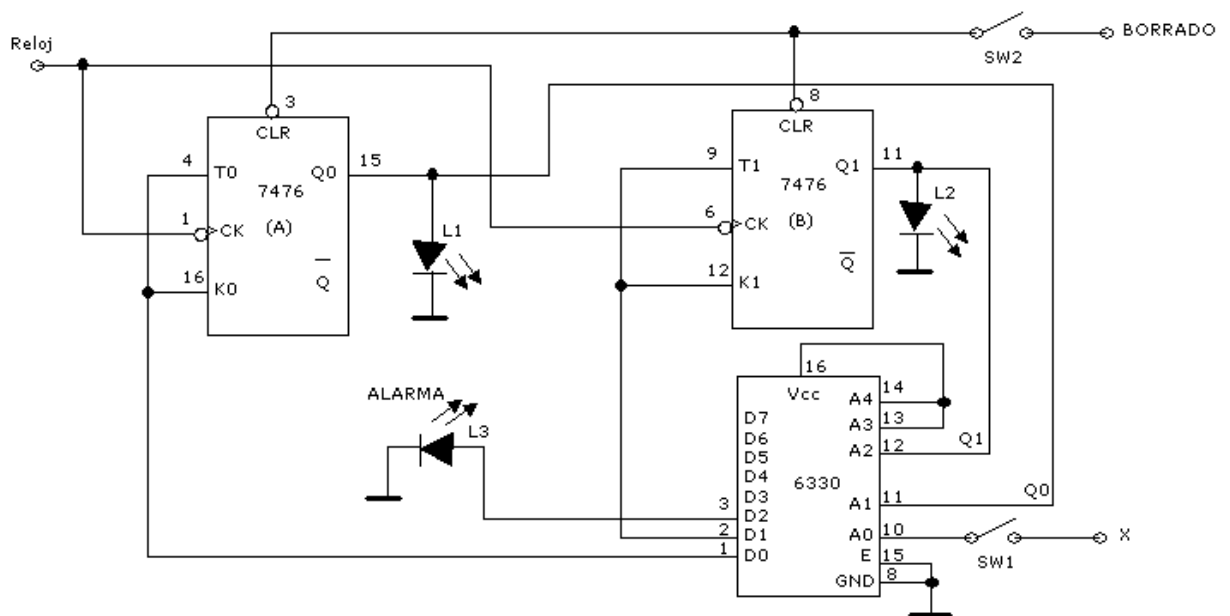 BORRADO
SW2
Reloj
3
CLR
4
T0
Q0
15
7476
1
CK
(A)
16
K0
Q
L1
8
CLR
9
T1
Q1
11
7476
6
CK
(B)
12
K1
Q
L2
ALARMA
L3
16
Vcc
D7
D6
D5
D4
D3
3
D2
2
D1
1
D0
6330
A4
14
A3
13
A2
12
Q1
A1
11
Q0
A0
10
E
15
GND
8
SW1
X